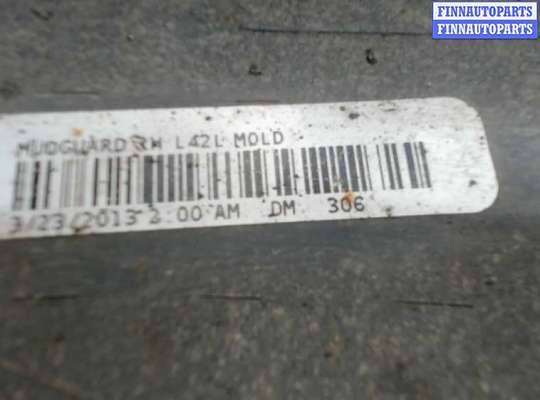 FINNAUTOPARTS
FINNAUTOPARTS
MUDGUARD RH L42L MOLD
3/23/2013 2:00 AM DM 306